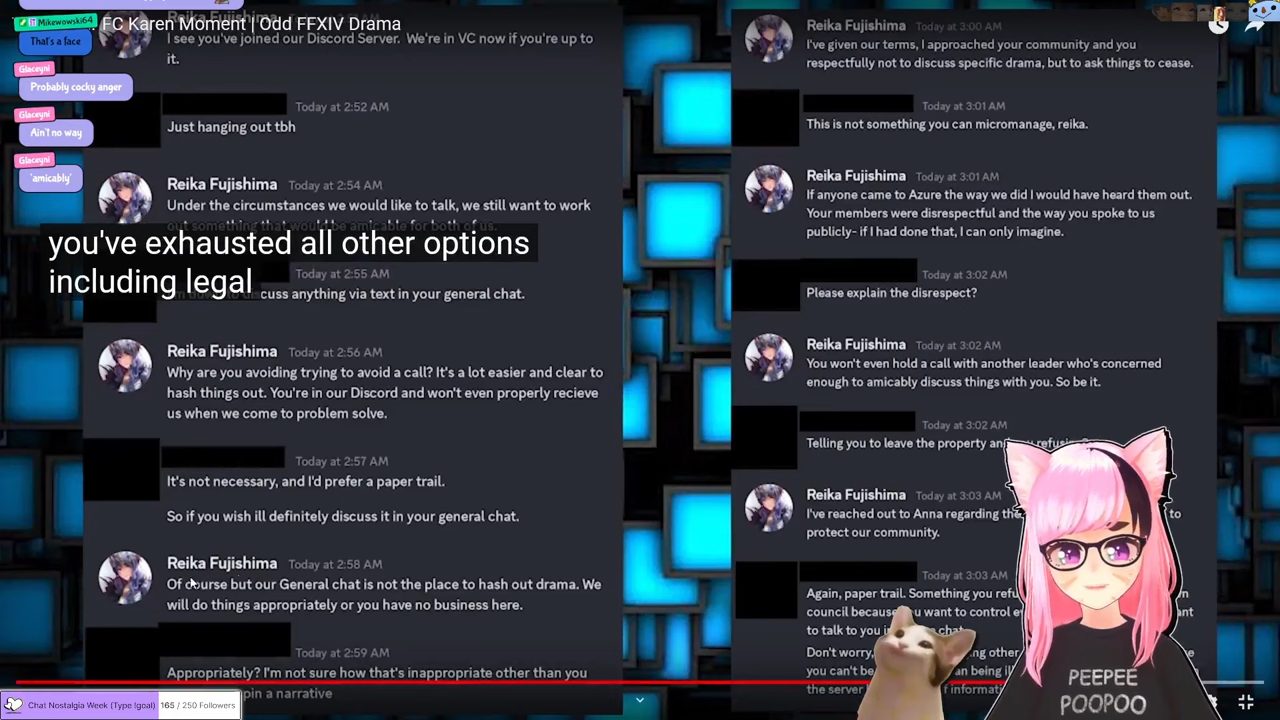 FC Karen Moment | Odd FFXIV Drama
Mikewowski64
That's a face
Glaceyni
Probably cocky anger
Glaceyni
Ain't no way
Glaceyni
'amicably'
I see you've joined our Discord Server. We're in VC now if you're up to
it.
Today at 2:52 AM
Just hanging out tbh
Reika Fujishima Today at 2:54 AM
Under the circumstances we would like to talk, we still want to work
out something that would be amicable for both of us.
you've exhausted all other options
including legal
Today at 2:55 AM
discuss anything via text in your general chat.
Reika Fujishima Today at 2:56 AM
Why are you avoiding trying to avoid a call? It's a lot easier and clear to
hash things out. You're in our Discord and won't even properly recieve
us when we come to problem solve.
Today at 2:57 AM
It's not necessary, and I'd prefer a paper trail.
So if you wish ill definitely discuss it in your general chat.
Reika Fujishima Today at 2:58 AM
Of course but our General chat is not the place to hash out drama. We
will do things appropriately or you have no business here.
Today at 2:59 AM
Appropriately? I'm not sure how that's inappropriate other than you
pin a narrative
Chat Nostalgia Week (Type !goal) 165 / 250 Followers
Reika Fujishima Today at 3:00 AM
I've given our terms, I approached your community and you
respectfully not to discuss specific drama, but to ask things to cease.
Today at 3:01 AM
This is not something you can micromanage, reika.
Reika Fujishima Today at 3:01 AM
If anyone came to Azure the way we did I would have heard them out.
Your members were disrespectful and the way you spoke to us
publicly- if I had done that, I can only imagine.
Today at 3:02 AM
Please explain the disrespect?
Reika Fujishima Today at 3:02 AM
You won't even hold a call with another leader who's concerned
enough to amicably discuss things with you. So be it.
Today at 3:02 AM
Telling you to leave the property and
Reika Fujishima Today at 3:03 AM
I've reached out to Anna regarding to
protect our community.
Today at 3:03 AM
Again, paper trail. Something you
council because you want to control
to talk to you in chat
Don't worry, other
you can't be an being
the server information
PEEPEE
POOPOO